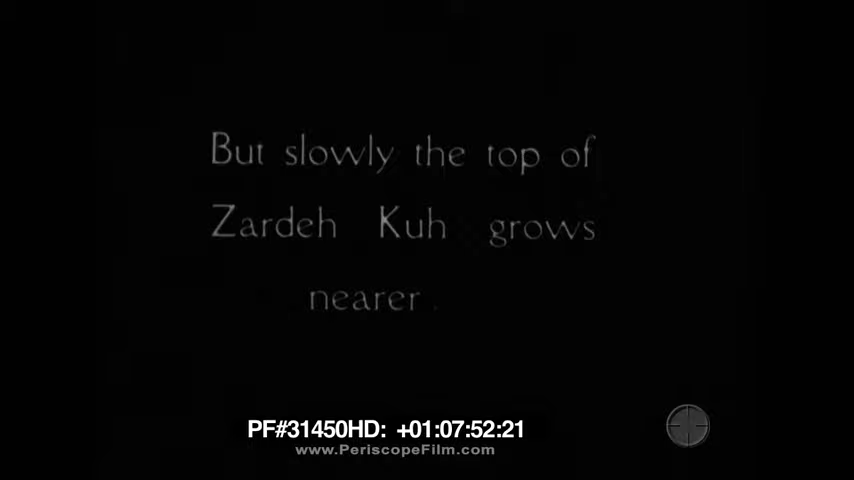 But slowly the top of
Zardeh Kuh grows
nearer.
PF#31450HD: +01:07:52:21
www.PeriscopeFilm.com